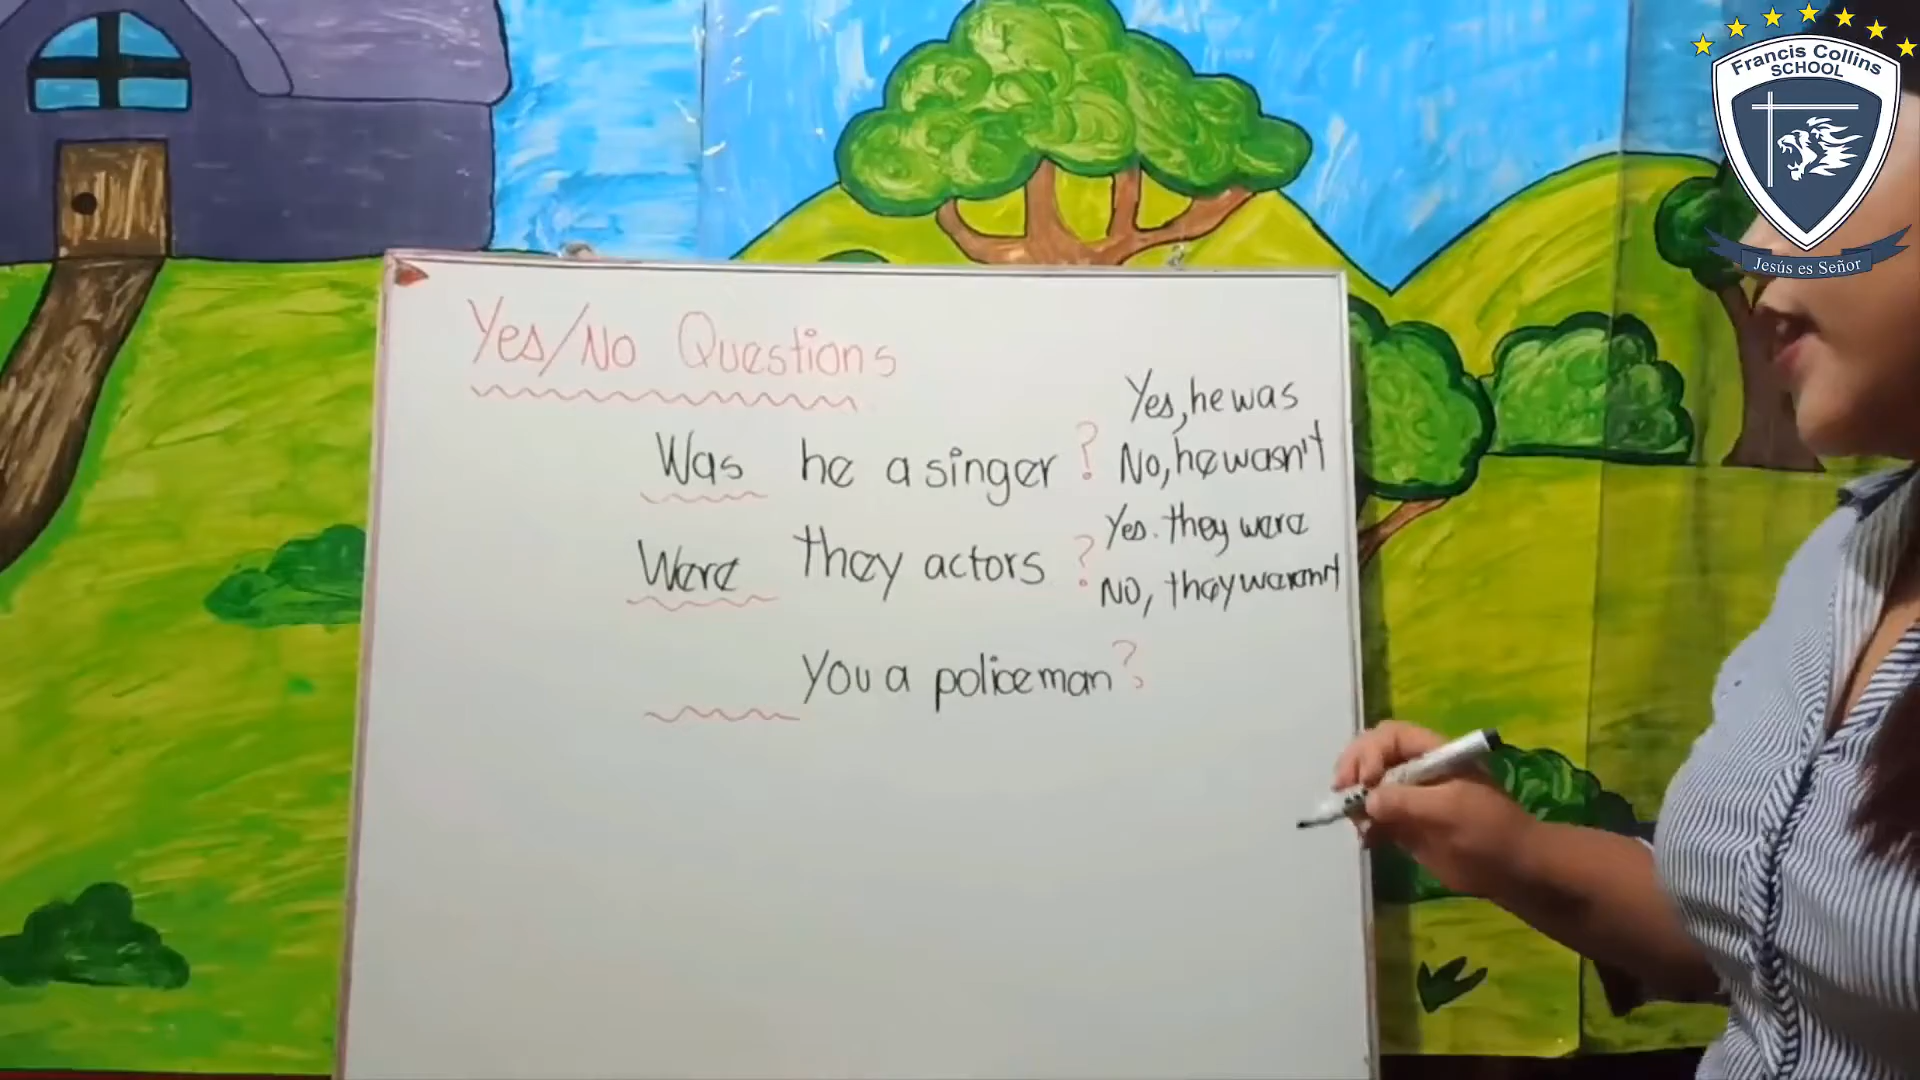 Francis Collins
SCHOOL
Jesús es Señor
Yes/No Questions
Was he a singer ? Yes, he was
No, he wasn't
Were they actors ? Yes. they were
No, they weren't
You a policeman ?